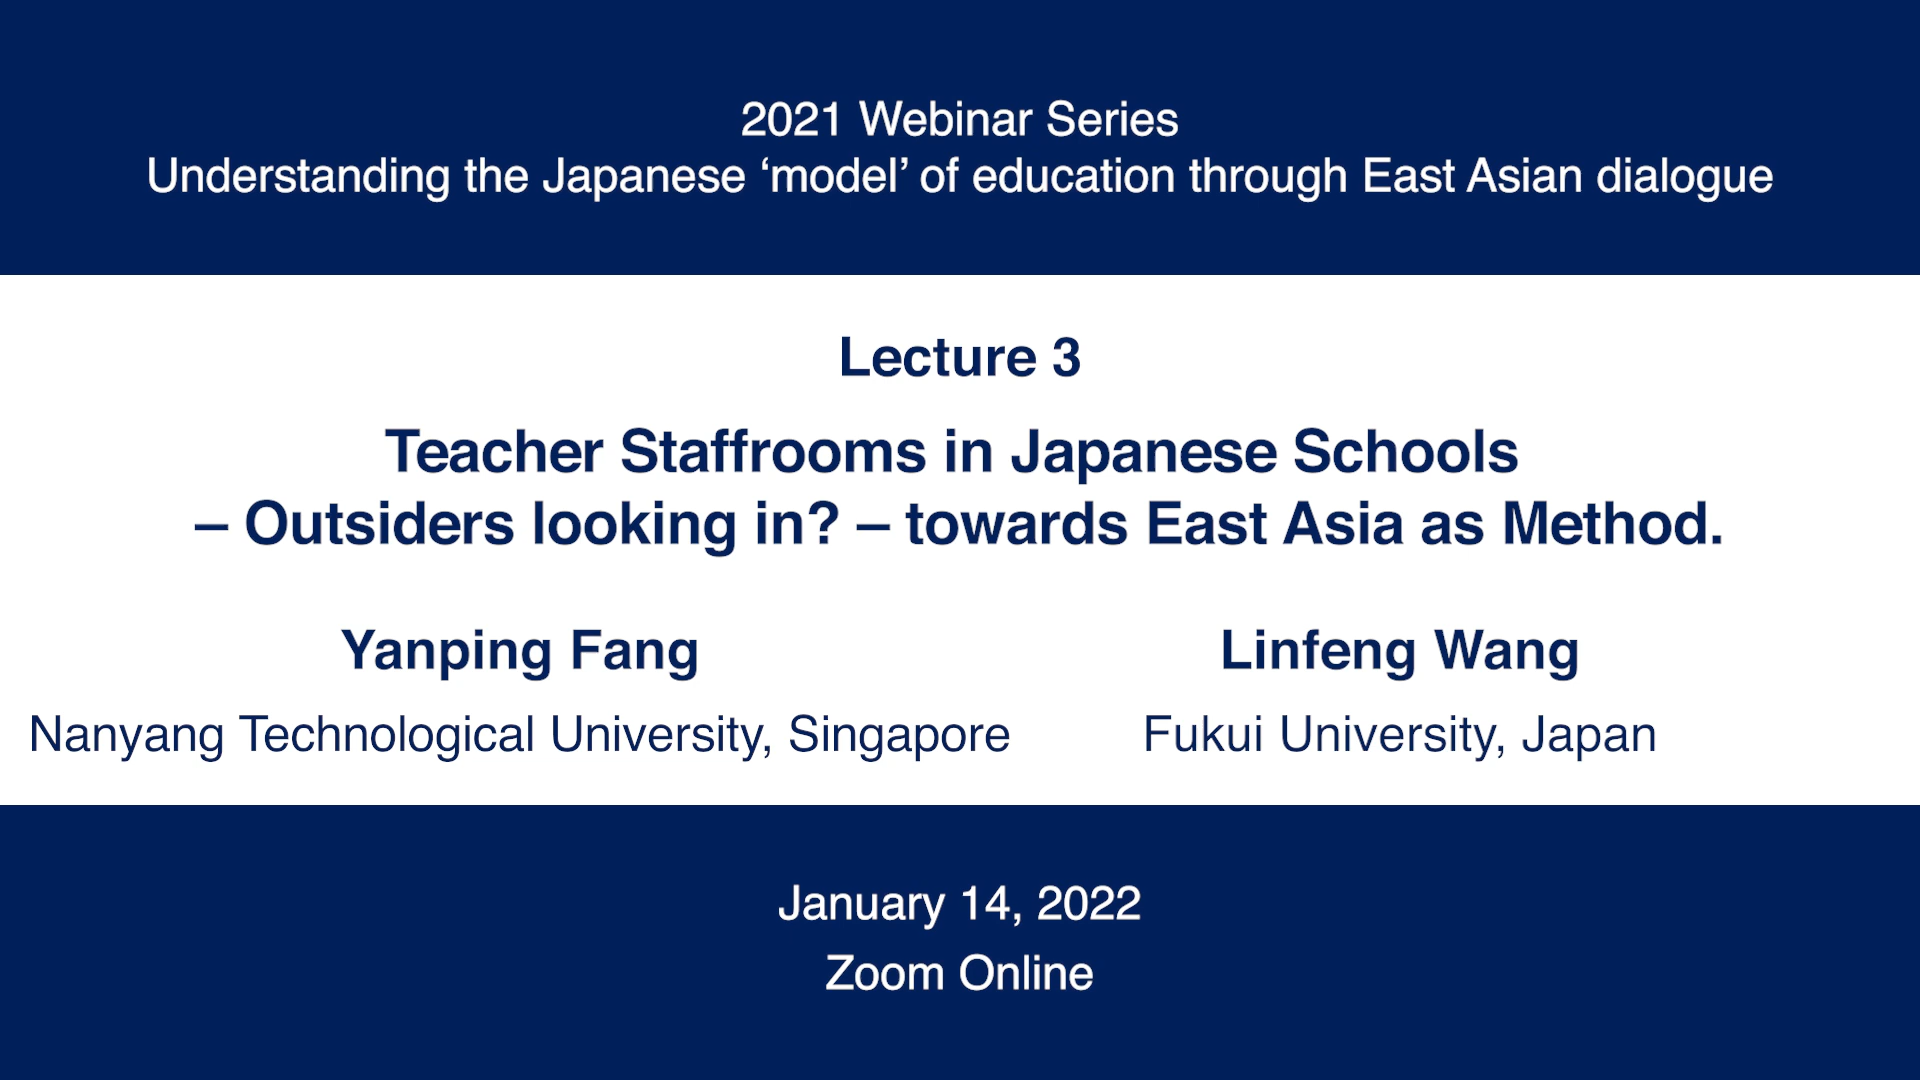 2021 Webinar Series
Understanding the Japanese ‘model’ of education through East Asian dialogue
Lecture 3
Teacher Staffrooms in Japanese Schools
– Outsiders looking in? – towards East Asia as Method.
Yanping Fang
Linfeng Wang
Nanyang Technological University, Singapore
Fukui University, Japan
January 14, 2022
Zoom Online